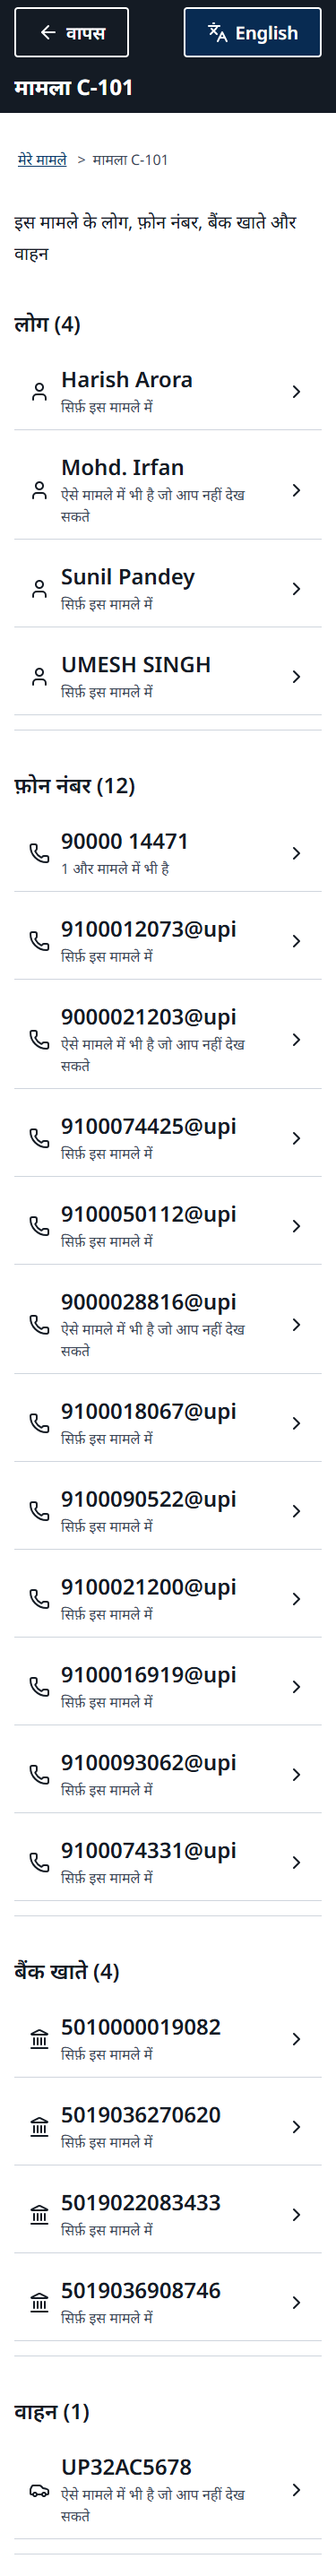 वापस
English
मामला C-101
मेरे मामले > मामला C-101
इस मामले के लोग, फ़ोन नंबर, बैंक खाते और
वाहन
लोग (4)
Harish Arora
सिर्फ़ इस मामले में
Mohd. Irfan
ऐसे मामले में भी है जो आप नहीं देख
सकते
Sunil Pandey
सिर्फ़ इस मामले में
UMESH SINGH
सिर्फ़ इस मामले में
फ़ोन नंबर (12)
90000 14471
1 और मामले में भी है
9100012073@upi
सिर्फ़ इस मामले में
9000021203@upi
ऐसे मामले में भी है जो आप नहीं देख
सकते
9100074425@upi
सिर्फ़ इस मामले में
9100050112@upi
सिर्फ़ इस मामले में
9000028816@upi
ऐसे मामले में भी है जो आप नहीं देख
सकते
9100018067@upi
सिर्फ़ इस मामले में
9100090522@upi
सिर्फ़ इस मामले में
9100021200@upi
सिर्फ़ इस मामले में
9100016919@upi
सिर्फ़ इस मामले में
9100093062@upi
सिर्फ़ इस मामले में
9100074331@upi
सिर्फ़ इस मामले में
बैंक खाते (4)
5010000019082
सिर्फ़ इस मामले में
5019036270620
सिर्फ़ इस मामले में
5019022083433
सिर्फ़ इस मामले में
5019036908746
सिर्फ़ इस मामले में
वाहन (1)
UP32AC5678
ऐसे मामले में भी है जो आप नहीं देख
सकते